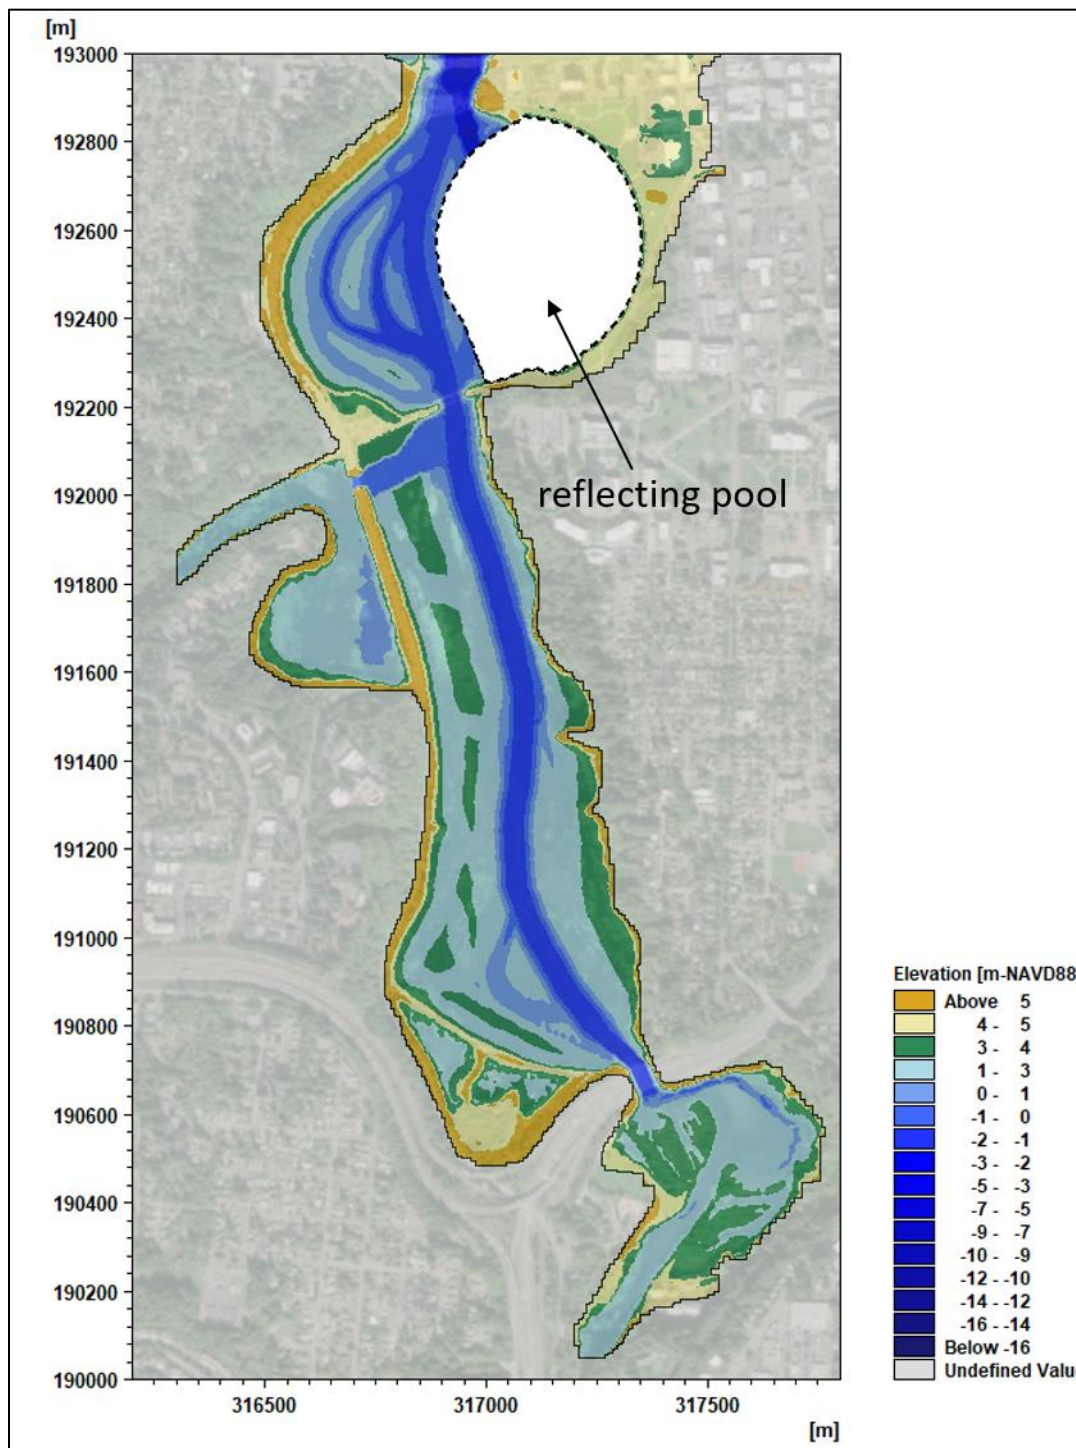 [m]
193000
192800
192600
192400
192200
192000
191800
191600
191400
191200
191000
190800
190600
190400
190200
190000
reflecting pool
316500 317000 317500
[m]
Elevation [m-NAVD88
Above 5
4 - 5
3 - 4
1 - 3
0 - 1
-1 - 0
-2 - -1
-3 - -2
-5 - -3
-7 - -5
-9 - -7
-10 - -9
-12 - -10
-14 - -12
-16 - -14
Below -16
Undefined Value